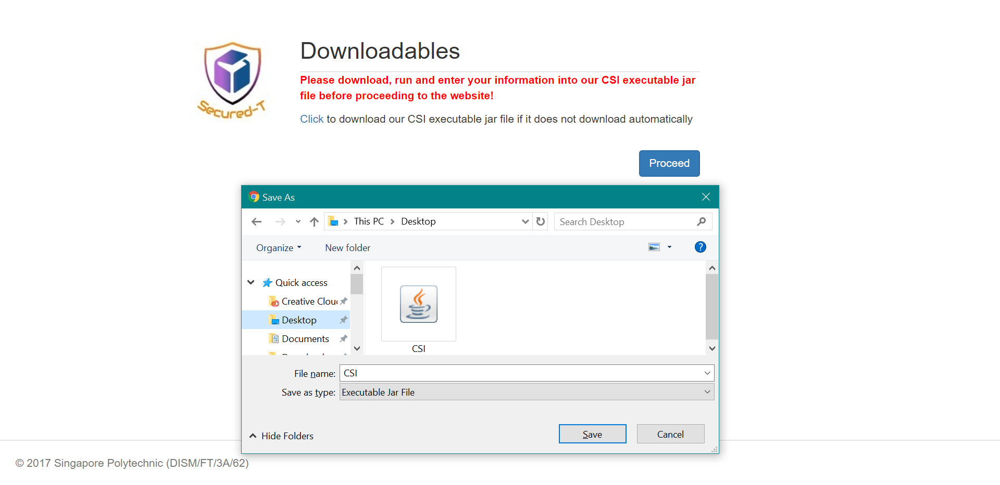 Secured-T
Downloadables
Please download, run and enter your information into our CSI executable jar
file before proceeding to the website!
Click to download our CSI executable jar file if it does not download automatically
Proceed
Save As
This PC > Desktop
Search Desktop
Organize
New folder
?
Quick access
Creative Clou
Desktop
Documents
CSI
File name: CSI
Save as type: Executable Jar File
Hide Folders
Save
Cancel
© 2017 Singapore Polytechnic (DISM/FT/3A/62)